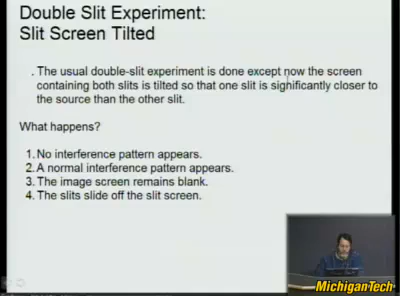 Double Slit Experiment:
Slit Screen Tilted
. The usual double-slit experiment is done except now the screen
containing both slits is tilted so that one slit is significantly closer to
the source than the other slit.
What happens?
1. No interference pattern appears.
2. A normal interference pattern appears.
3. The image screen remains blank.
4. The slits slide off the slit screen.
MichiganTech